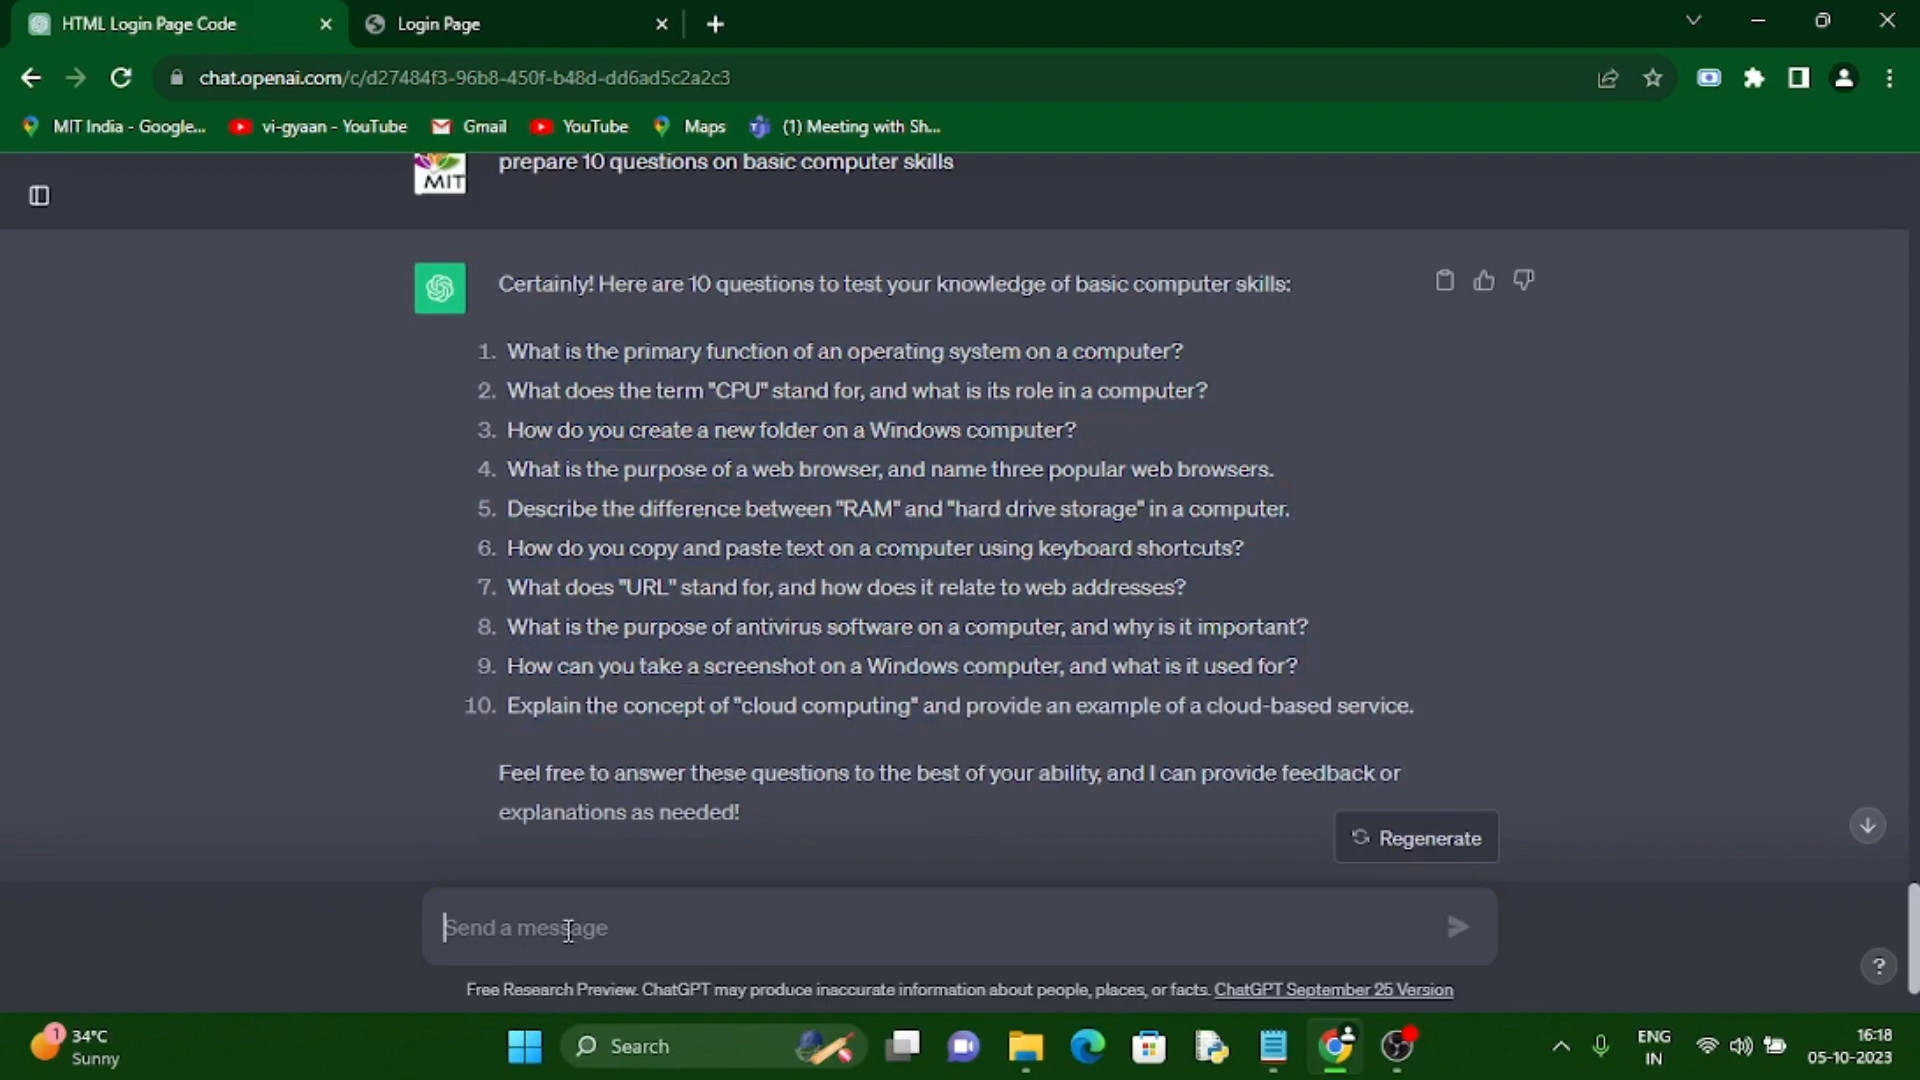 HTML Login Page Code
Login Page
chat.openai.com/c/d27484f3-96b8-450f-b48d-dd6ad5c2a2c3
MIT India - Google...
vi-gyaan - YouTube
Gmail
YouTube
Maps
(1) Meeting with Sh...
MIT
prepare 10 questions on basic computer skills
Certainly! Here are 10 questions to test your knowledge of basic computer skills:
1. What is the primary function of an operating system on a computer?
2. What does the term "CPU" stand for, and what is its role in a computer?
3. How do you create a new folder on a Windows computer?
4. What is the purpose of a web browser, and name three popular web browsers.
5. Describe the difference between "RAM" and "hard drive storage" in a computer.
6. How do you copy and paste text on a computer using keyboard shortcuts?
7. What does "URL" stand for, and how does it relate to web addresses?
8. What is the purpose of antivirus software on a computer, and why is it important?
9. How can you take a screenshot on a Windows computer, and what is it used for?
10. Explain the concept of "cloud computing" and provide an example of a cloud-based service.
Feel free to answer these questions to the best of your ability, and I can provide feedback or
explanations as needed!
Regenerate
Send a message
?
Free Research Preview. ChatGPT may produce inaccurate information about people, places, or facts. ChatGPT September 25 Version
1
34°C
Sunny
Search
ENG
IN
16:18
05-10-2023